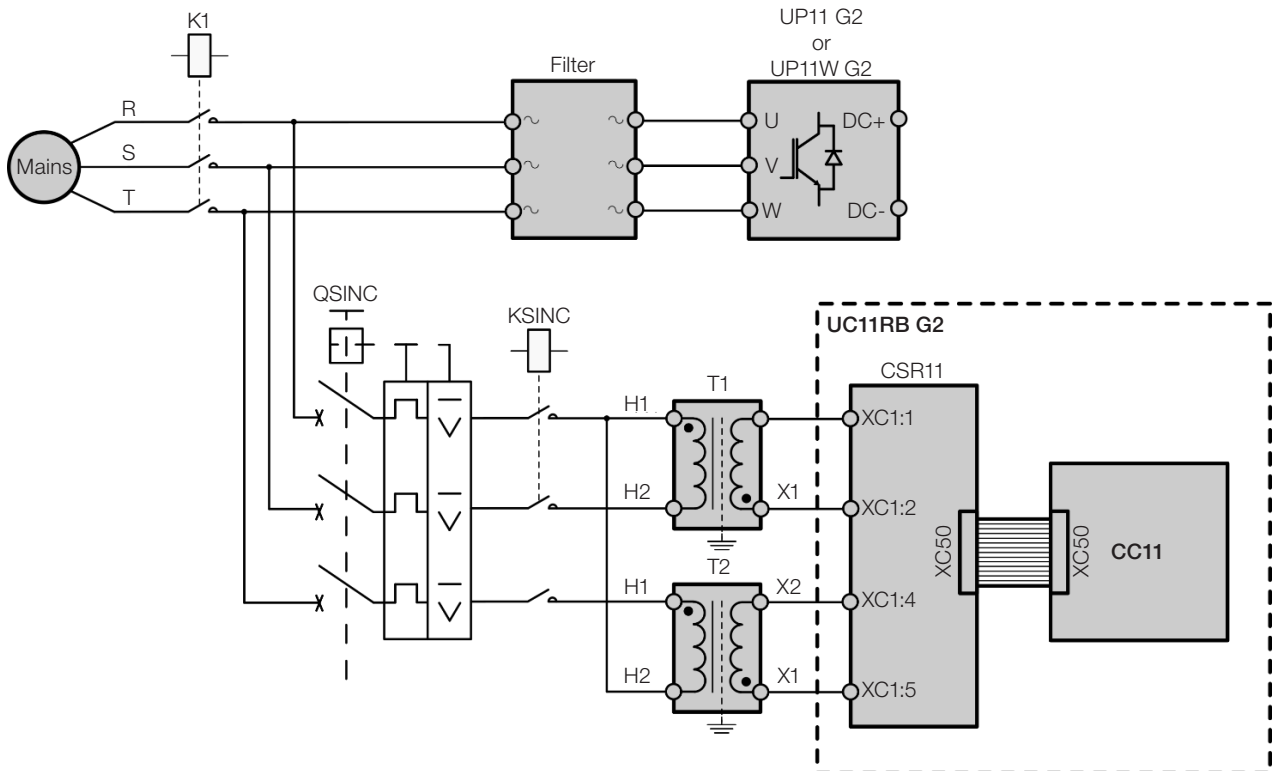 K1
UP11 G2
or
UP11W G2
Filter
R
S
T
Mains
U
V
W
DC+
DC-
QSINC
KSINC
UC11RB G2
CSR11
T1
H1
H2
X1
XC1:1
XC1:2
T2
H1
H2
X2
X1
XC1:4
XC1:5
XC50
XC50
CC11